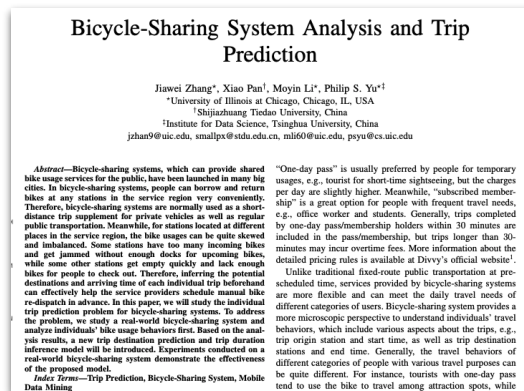 Bicycle-Sharing System Analysis and Trip
Prediction
Jiawei Zhang*, Xiao Pan†, Moyin Li*, Philip S. Yu*‡
*University of Illinois at Chicago, Chicago, IL, USA
†Shijiazhuang Tiedao University, China
‡Institute for Data Science, Tsinghua University, China
jzhan9@uic.edu, smallpx@stdu.edu.cn, mli60@uic.edu, psyu@cs.uic.edu
Abstract—Bicycle-sharing systems, which can provide shared
bike usage services for the public, have been launched in many big
cities. In bicycle-sharing systems, people can borrow and return
bikes at any stations in the service region very conveniently.
Therefore, bicycle-sharing systems are normally used as a short-
distance trip supplement for private vehicles as well as regular
public transportation. Meanwhile, for stations located at different
places in the service region, the bike usages can be quite skewed
and imbalanced. Some stations have too many incoming bikes
and get jammed without enough docks for upcoming bikes,
while some other stations get empty quickly and lack enough
bikes for people to check out. Therefore, inferring the potential
destinations and arriving time of each individual trip beforehand
can effectively help the service providers schedule manual bike
re-dispatch in advance. In this paper, we will study the individual
trip prediction problem for bicycle-sharing systems. To address
the problem, we study a real-world bicycle-sharing system and
analyze individuals' bike usage behaviors first. Based on the anal-
ysis results, a new trip destination prediction and trip duration
inference model will be introduced. Experiments conducted on a
real-world bicycle-sharing system demonstrate the effectiveness
of the proposed model.
Index Terms—Trip Prediction, Bicycle-Sharing System, Mobile
Data Mining
"One-day pass" is usually preferred by people for temporary
usages, e.g., tourist for short-time sightseeing, but the charges
per day are slightly higher. Meanwhile, "subscribed member-
ship" is a great option for people with frequent travel needs,
e.g., office worker and students. Generally, trips completed
by one-day pass/membership holders within 30 minutes are
included in the pass/membership, but trips longer than 30-
minutes may incur overtime fees. More information about the
detailed pricing rules is available at Divvy's official website¹.
Unlike traditional fixed-route public transportation at pre-
scheduled time, services provided by bicycle-sharing systems
are more flexible and can meet the daily travel needs of
different categories of users. Bicycle-sharing system provides a
more microscopic perspective to understand individuals' travel
behaviors, which include various aspects about the trips, e.g.,
trip origin station and start time, as well as trip destination
stations and end time. Generally, the travel behaviors of
different categories of people with various travel purposes can
be quite different. For instance, tourists with one-day pass
tend to use the bike to travel among attraction spots, while